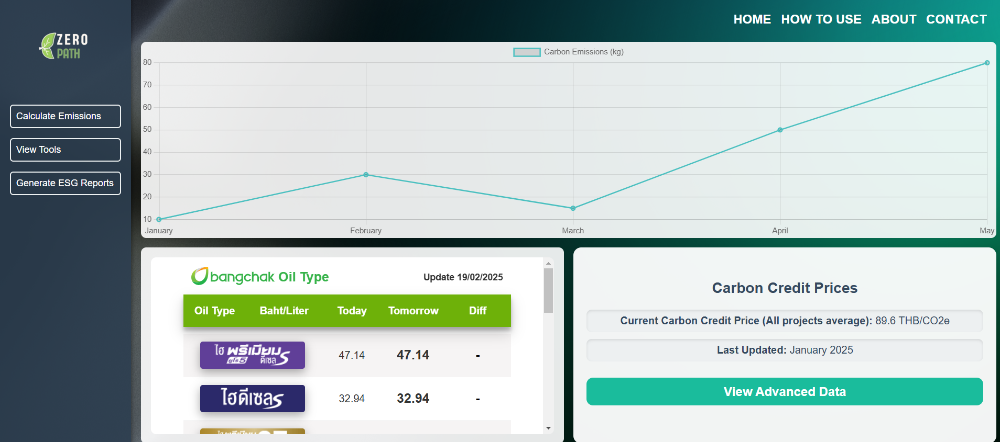 ZERO
PATH
HOME HOW TO USE ABOUT CONTACT
Calculate Emissions
View Tools
Generate ESG Reports
Carbon Emissions (kg)
80
70
60
50
40
30
20
10
January February March April May
bangchak Oil Type
Update 19/02/2025
Oil Type Baht/Liter Today Tomorrow Diff
ไฮ พรีเมียม ดีเซล S
ยูโร 5
47.14 47.14 -
ไฮดีเซล S
32.94 32.94 -
Carbon Credit Prices
Current Carbon Credit Price (All projects average): 89.6 THB/CO2e
Last Updated: January 2025
View Advanced Data